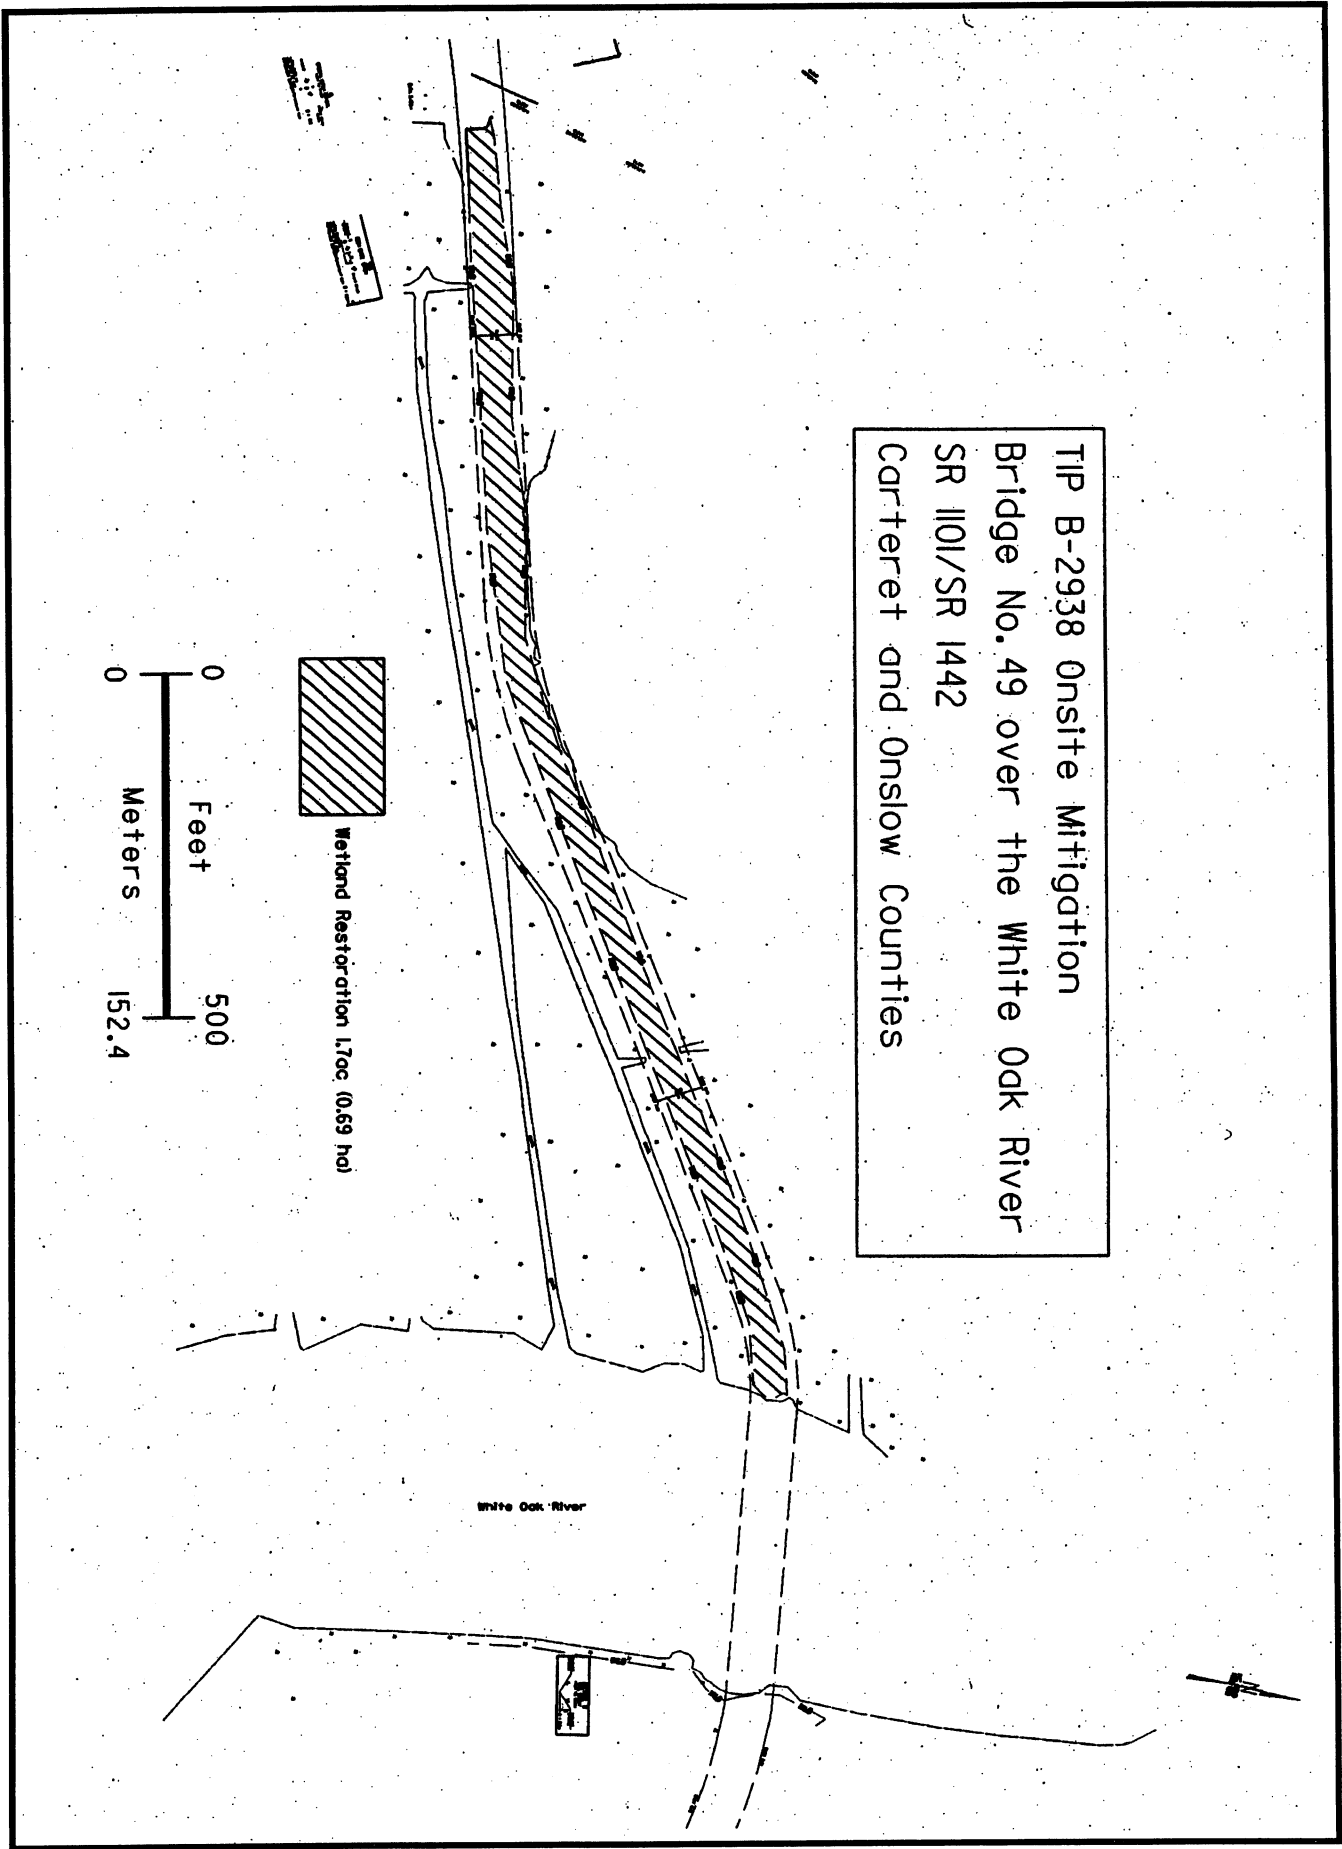 TIP B-2938 Onsite Mitigation
Bridge No. 49 over the White Oak River
SR 1101/SR 1442
Carteret and Onslow Counties
White Oak River
Wetland Restoration 1.7ac (0.69 ha)
0 500
Feet
Meters
0 152.4